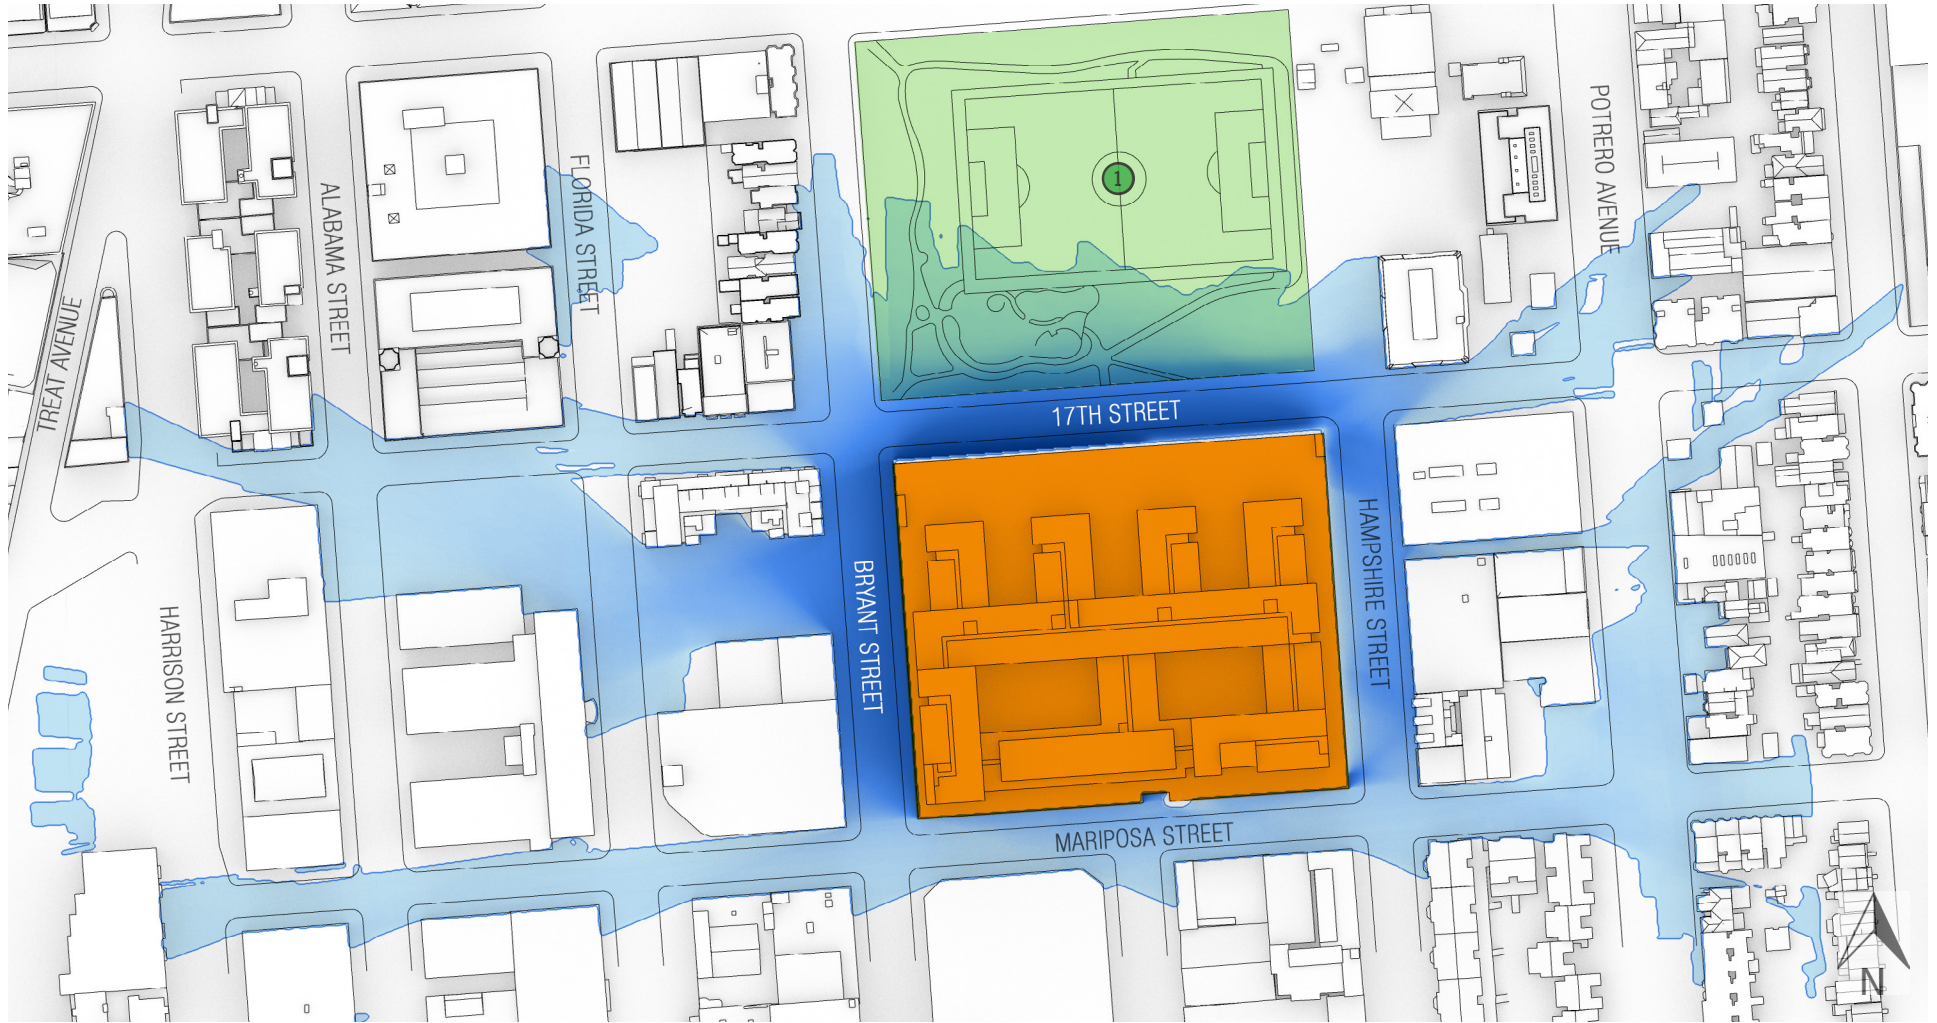 1
POTRERO AVENUE
FLORIDA STREET
ALABAMA STREET
TREAT AVENUE
17TH STREET
HAMPSHIRE STREET
BRYANT STREET
HARRISON STREET
MARIPOSA STREET
N